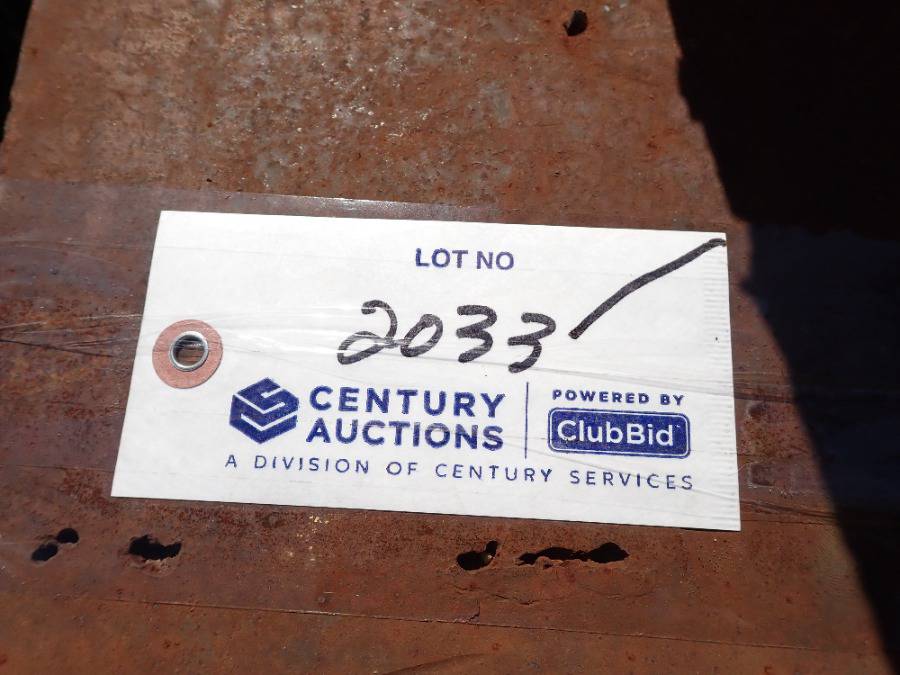 LOT NO
2033
CENTURY
AUCTIONS
POWERED BY
ClubBid
A DIVISION OF CENTURY SERVICES